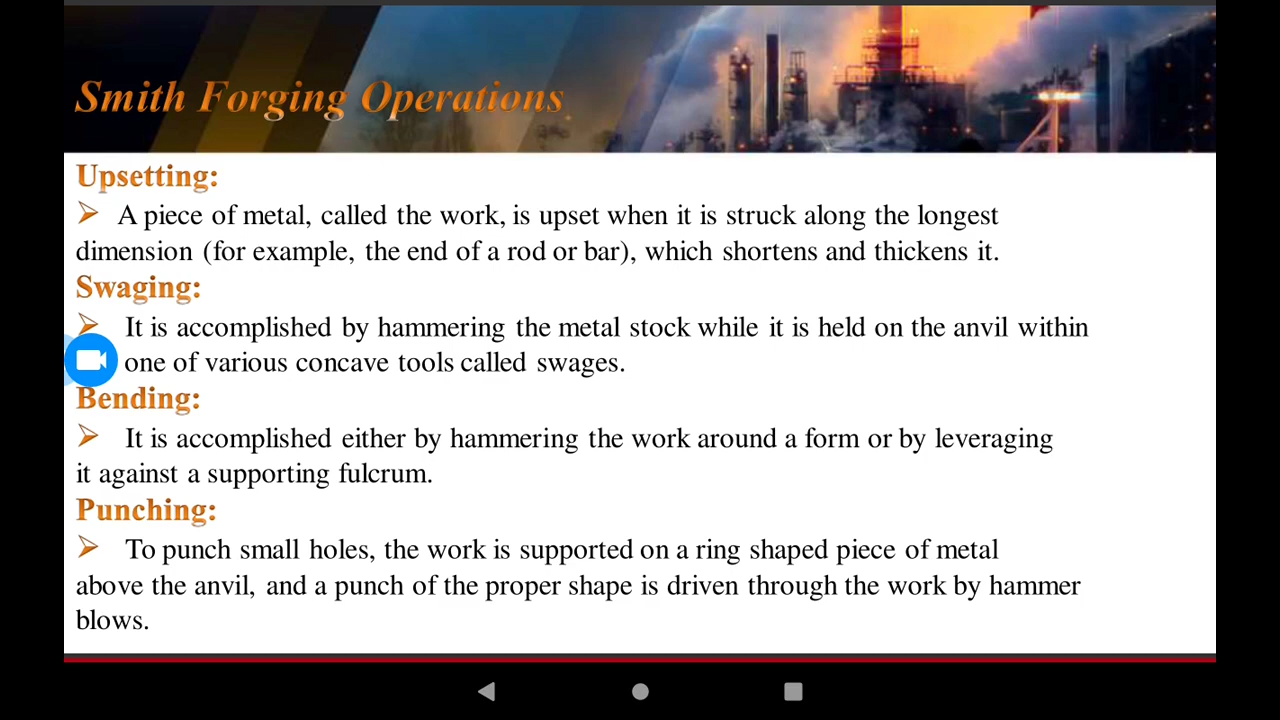 Smith Forging Operations
Upsetting:
➢ A piece of metal, called the work, is upset when it is struck along the longest
dimension (for example, the end of a rod or bar), which shortens and thickens it.
Swaging:
➢ It is accomplished by hammering the metal stock while it is held on the anvil within
one of various concave tools called swages.
Bending:
➢ It is accomplished either by hammering the work around a form or by leveraging
it against a supporting fulcrum.
Punching:
➢ To punch small holes, the work is supported on a ring shaped piece of metal
above the anvil, and a punch of the proper shape is driven through the work by hammer
blows.